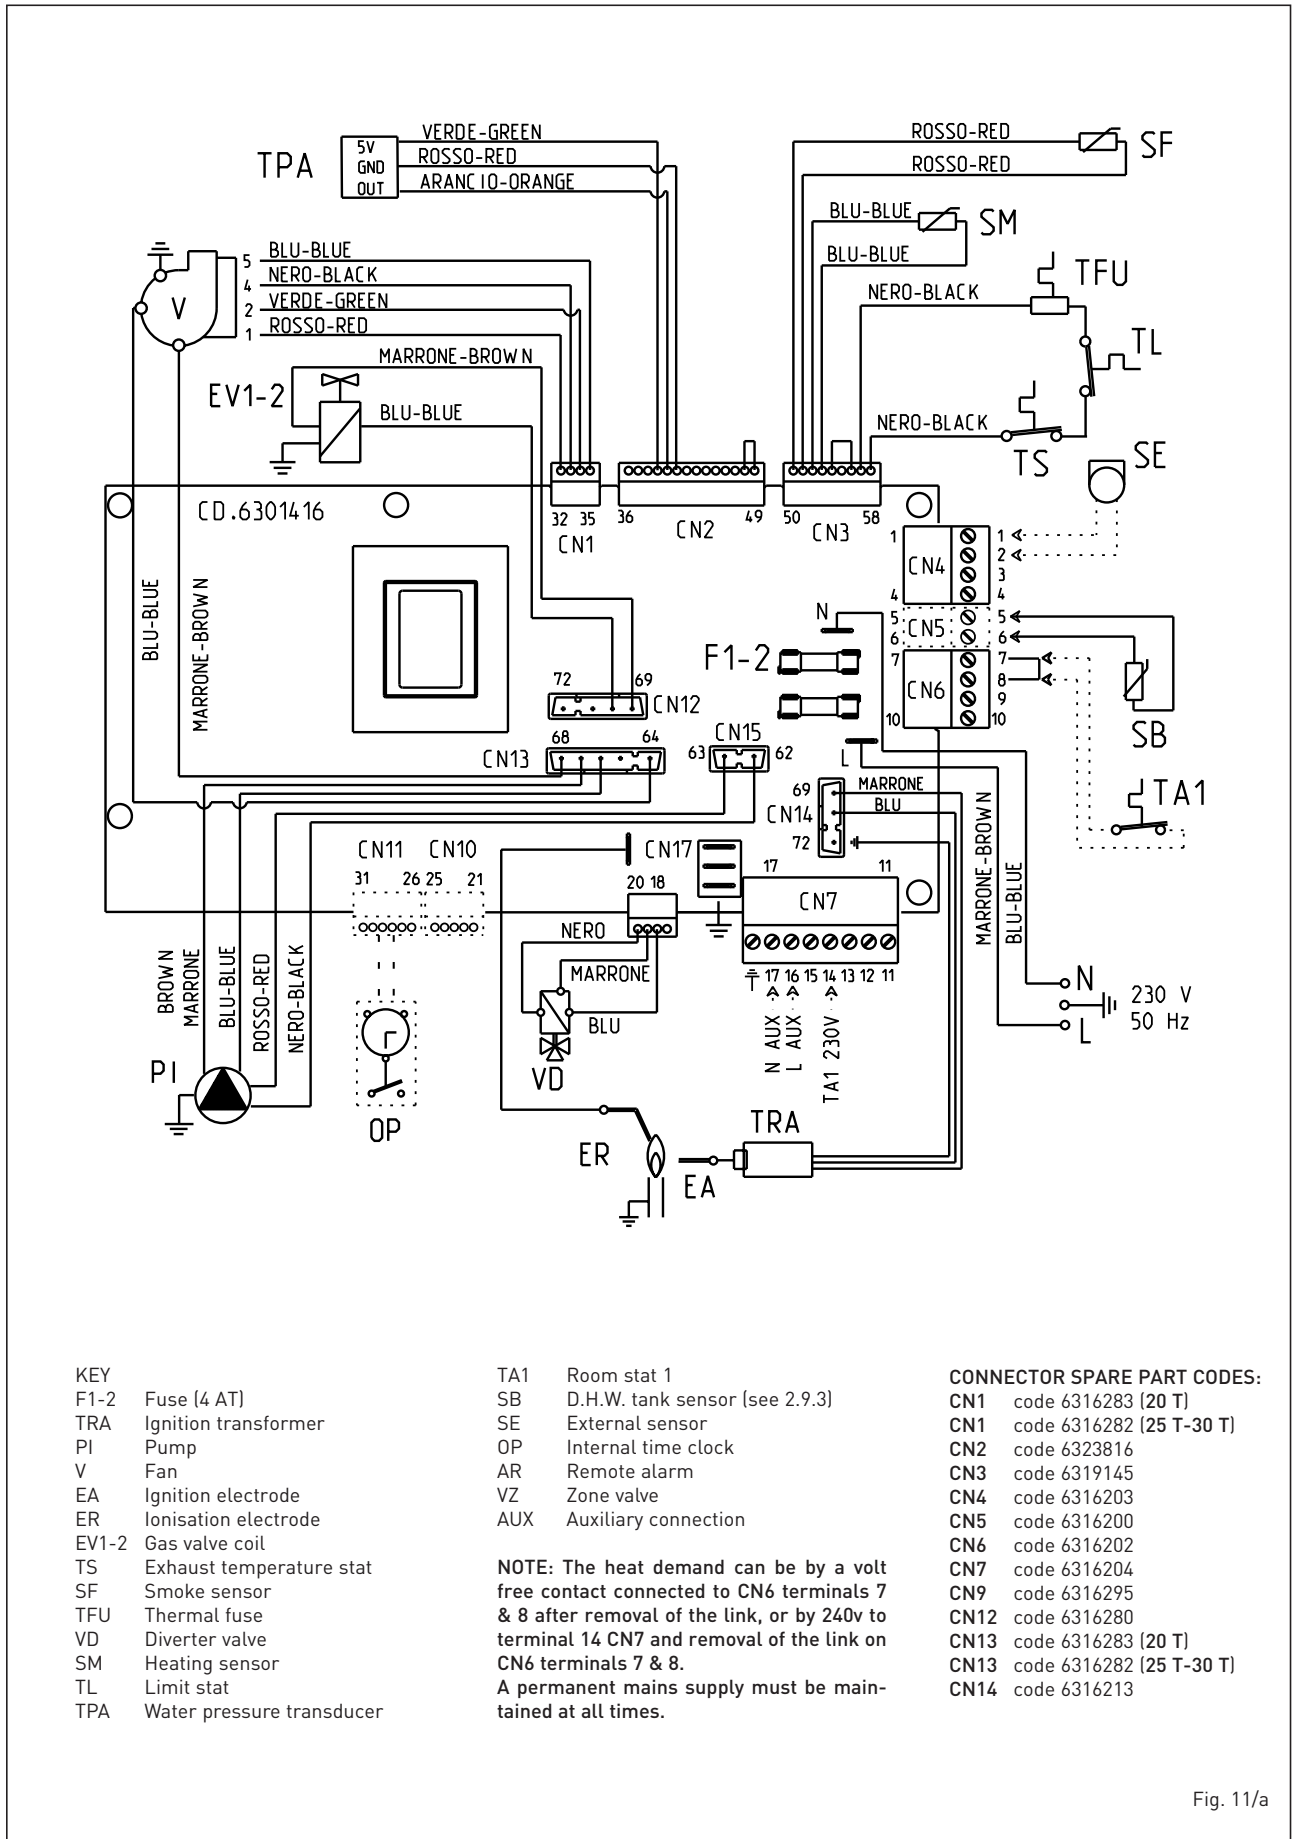 VERDE-GREEN
ROSSO-RED
ARANCIO-ORANGE
TPA
5V
GND
OUT
ROSSO-RED
SF
ROSSO-RED
BLU-BLUE
SM
BLU-BLUE
NERO-BLACK
TFU
TL
NERO-BLACK
TS
SE
5 BLU-BLUE
4 NERO-BLACK
2 VERDE-GREEN
1 ROSSO-RED
V
MARRONE-BROWN
EV1-2
BLU-BLUE
CD.6301416
32 35
CN1
36 49
CN2
50 58
CN3
1 1
2
CN4
3
4 4
5 CN5 5
6 6
7 7
8
CN6
9
10 10
N
F1-2
L
SB
TA1
BLU-BLUE
MARRONE-BROWN
72 69
CN12
68 64
CN13
CN15
63 62
69
CN14
72
MARRONE
BLU
MARRONE-BROWN
BLU-BLUE
CN11 CN10
31 26 25 21
CN17
20 18
17 11
CN7
17 16 15 14 13 12 11
N AUX
L AUX
TA1 230V
NERO
MARRONE
BLU
VD
BROWN
MARRONE
BLU-BLUE
ROSSO-RED
NERO-BLACK
PI
OP
N
L
230 V
50 Hz
TRA
ER
EA
KEY
F1-2 Fuse (4 AT)
TRA Ignition transformer
PI Pump
V Fan
EA Ignition electrode
ER Ionisation electrode
EV1-2 Gas valve coil
TS Exhaust temperature stat
SF Smoke sensor
TFU Thermal fuse
VD Diverter valve
SM Heating sensor
TL Limit stat
TPA Water pressure transducer
TA1 Room stat 1
SB D.H.W. tank sensor (see 2.9.3)
SE External sensor
OP Internal time clock
AR Remote alarm
VZ Zone valve
AUX Auxiliary connection
NOTE: The heat demand can be by a volt
free contact connected to CN6 terminals 7
& 8 after removal of the link, or by 240v to
terminal 14 CN7 and removal of the link on
CN6 terminals 7 & 8.
A permanent mains supply must be main-
tained at all times.
CONNECTOR SPARE PART CODES:
CN1 code 6316283 (20 T)
CN1 code 6316282 (25 T-30 T)
CN2 code 6323816
CN3 code 6319145
CN4 code 6316203
CN5 code 6316200
CN6 code 6316202
CN7 code 6316204
CN9 code 6316295
CN12 code 6316280
CN13 code 6316283 (20 T)
CN13 code 6316282 (25 T-30 T)
CN14 code 6316213
Fig. 11/a